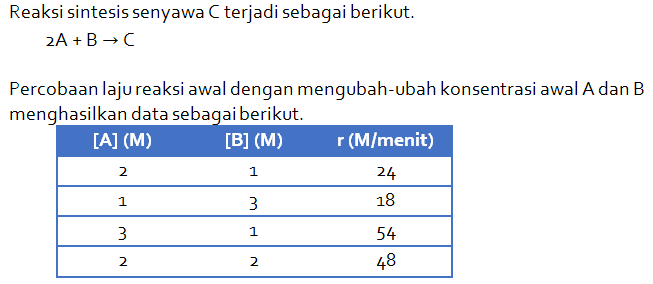 Reaksi sintesis senyawa C terjadi sebagai berikut.
2A + B → C
Percobaan laju reaksi awal dengan mengubah-ubah konsentrasi awal A dan B
menghasilkan data sebagai berikut.
[A] (M) [B] (M) r (M/menit)
2 1 24
1 3 18
3 1 54
2 2 48